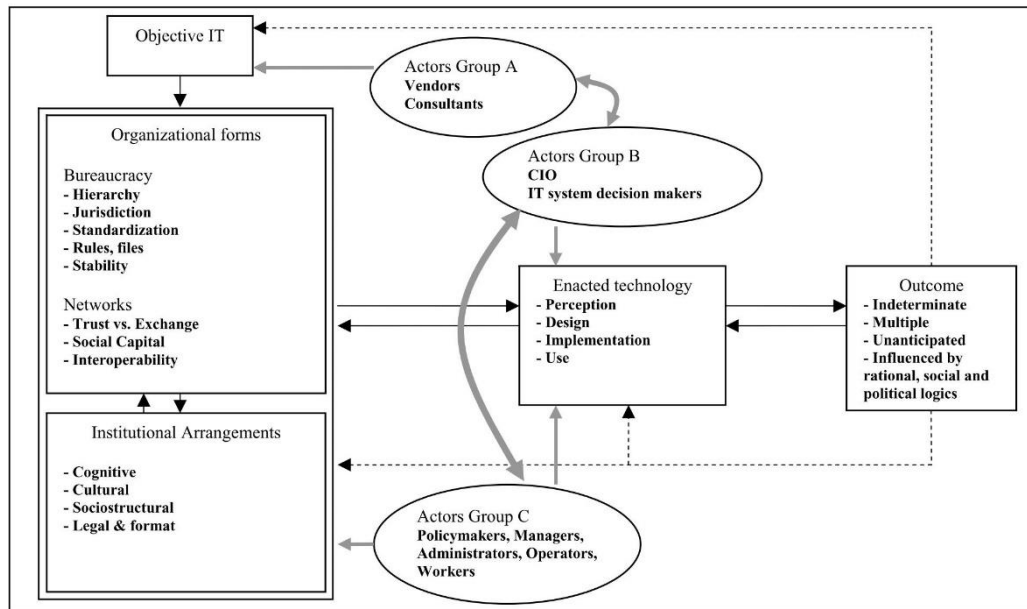 Objective IT
Actors Group A
Vendors
Consultants
Organizational forms
Bureaucracy
- Hierarchy
- Jurisdiction
- Standardization
- Rules, files
- Stability
Networks
- Trust vs. Exchange
- Social Capital
- Interoperability
Actors Group B
CIO
IT system decision makers
Enacted technology
- Perception
- Design
- Implementation
- Use
Outcome
- Indeterminate
- Multiple
- Unanticipated
- Influenced by
rational, social and
political logics
Institutional Arrangements
- Cognitive
- Cultural
- Sociostructural
- Legal & format
Actors Group C
Policymakers, Managers,
Administrators, Operators,
Workers